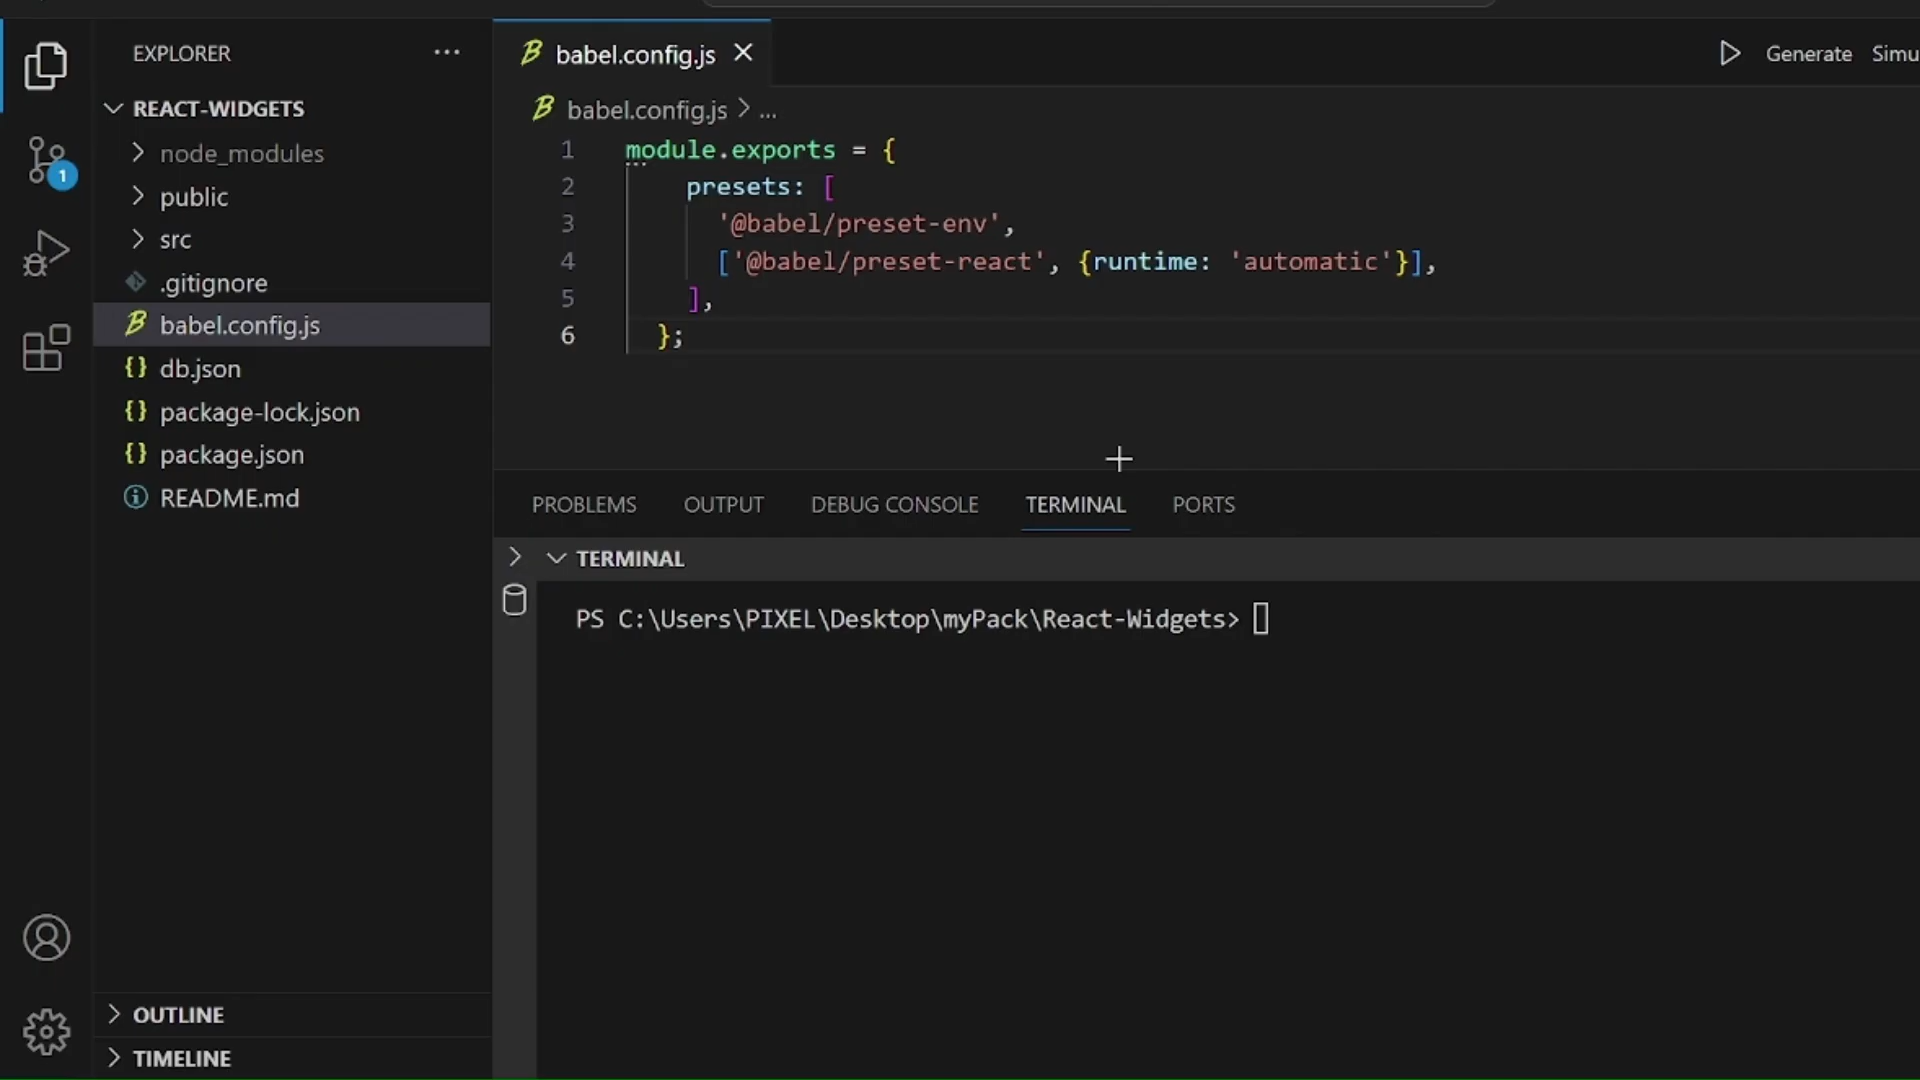 EXPLORER
REACT-WIDGETS
node_modules
public
src
.gitignore
babel.config.js
db.json
package-lock.json
package.json
README.md
OUTLINE
TIMELINE
1
babel.config.js
Generate
babel.config.js > ...
1 module.exports = {
2 presets: [
3 '@babel/preset-env',
4 ['@babel/preset-react', {runtime: 'automatic'}],
5 ],
6 };
PROBLEMS OUTPUT DEBUG CONSOLE TERMINAL PORTS
TERMINAL
PS C:\Users\PIXEL\Desktop\myPack\React-Widgets>